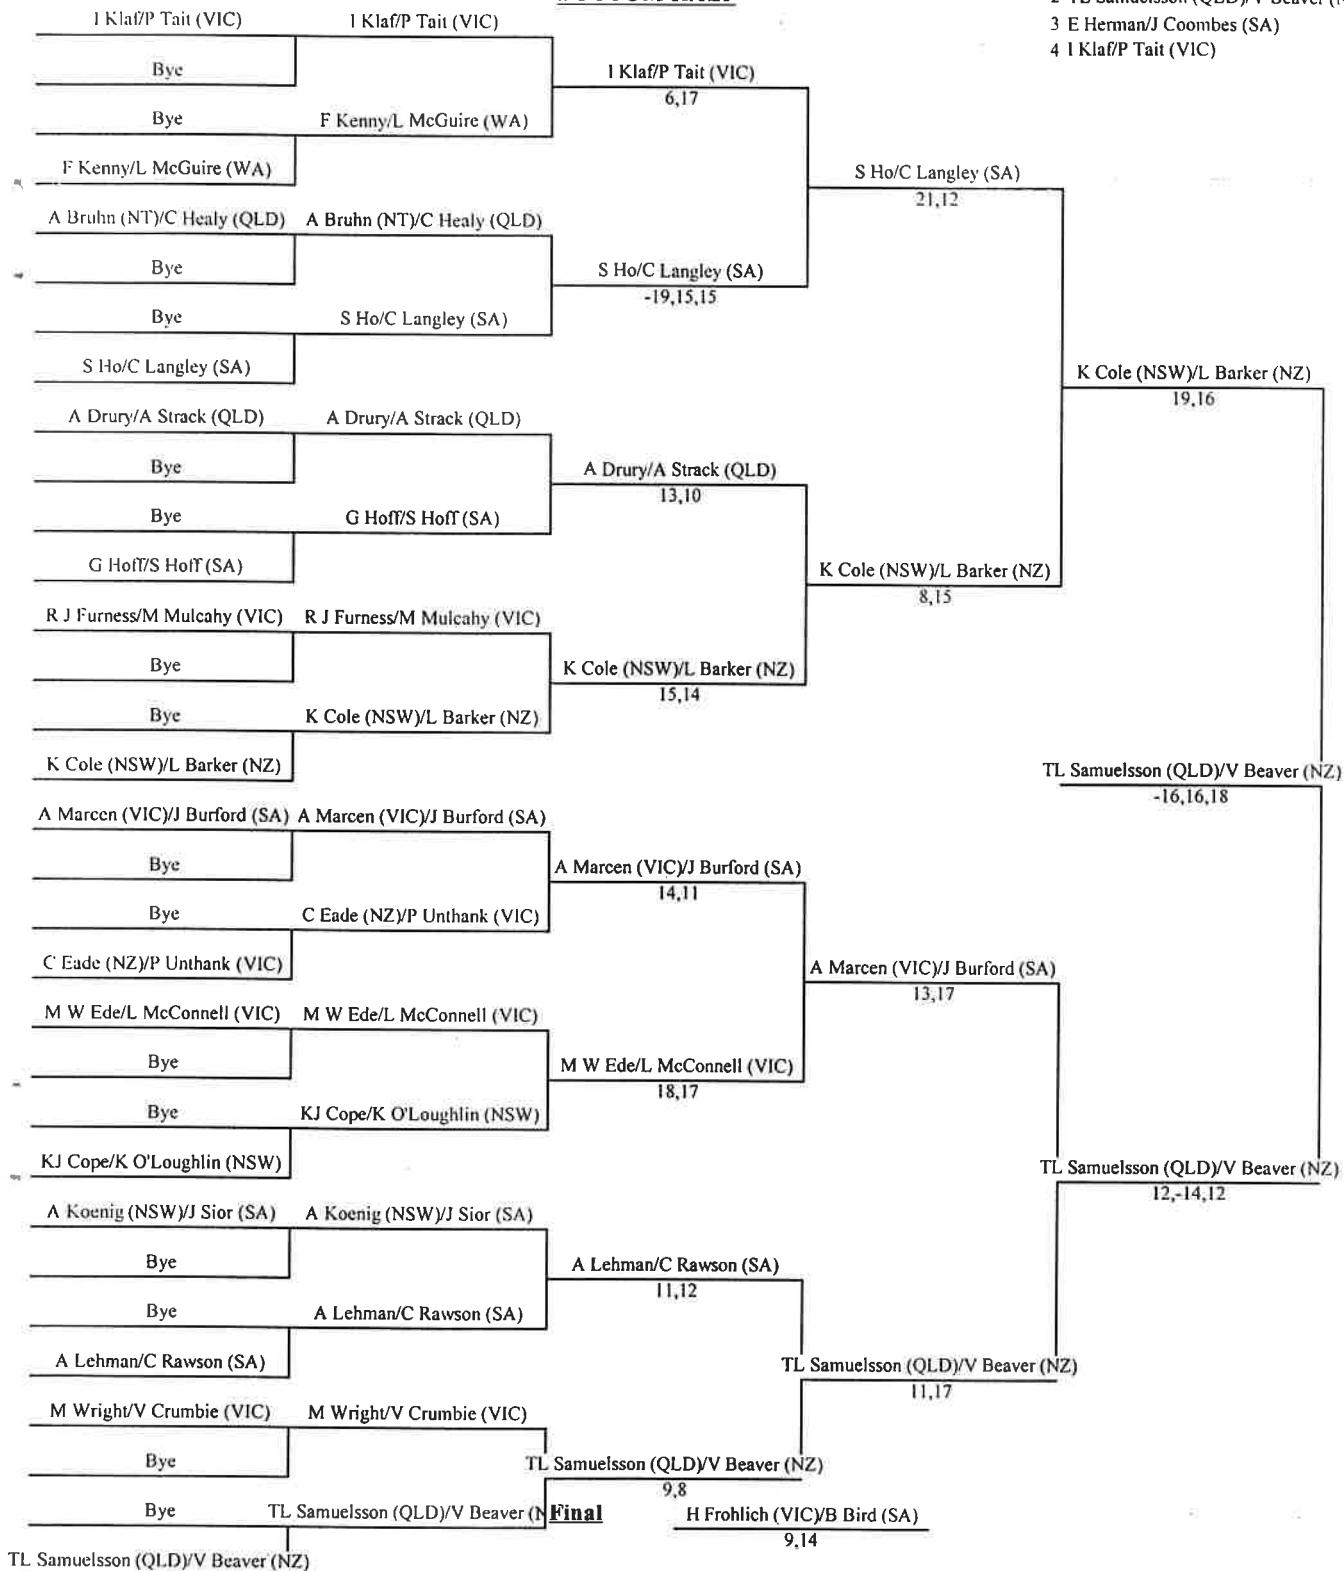 2 TL Samuelsson (QLD)/V Beaver
3 E Herman/J Coombes (SA)
4 I Klaf/P Tait (VIC)
I Klaf/P Tait (VIC) I Klaf/P Tait (VIC)
Bye
I Klaf/P Tait (VIC)
6,17
Bye F Kenny/L McGuire (WA)
F Kenny/L McGuire (WA)
S Ho/C Langley (SA)
21,12
A Bruhn (NT)/C Healy (QLD) A Bruhn (NT)/C Healy (QLD)
Bye
S Ho/C Langley (SA)
-19,15,15
Bye S Ho/C Langley (SA)
S Ho/C Langley (SA)
K Cole (NSW)/L Barker (NZ)
19,16
A Drury/A Strack (QLD) A Drury/A Strack (QLD)
Bye
A Drury/A Strack (QLD)
13,10
Bye G Hoff/S Hoff (SA)
G Hoff/S Hoff (SA)
K Cole (NSW)/L Barker (NZ)
8,15
R J Furness/M Mulcahy (VIC) R J Furness/M Mulcahy (VIC)
Bye
K Cole (NSW)/L Barker (NZ)
15,14
Bye K Cole (NSW)/L Barker (NZ)
K Cole (NSW)/L Barker (NZ)
TL Samuelsson (QLD)/V Beaver (NZ)
-16,16,18
A Marcen (VIC)/J Burford (SA) A Marcen (VIC)/J Burford (SA)
Bye
A Marcen (VIC)/J Burford (SA)
14,11
Bye C Eade (NZ)/P Unthank (VIC)
C Eade (NZ)/P Unthank (VIC)
A Marcen (VIC)/J Burford (SA)
13,17
M W Ede/L McConnell (VIC) M W Ede/L McConnell (VIC)
Bye
M W Ede/L McConnell (VIC)
18,17
Bye KJ Cope/K O'Loughlin (NSW)
KJ Cope/K O'Loughlin (NSW)
TL Samuelsson (QLD)/V Beaver (NZ)
12,-14,12
A Koenig (NSW)/J Sior (SA) A Koenig (NSW)/J Sior (SA)
Bye
A Lehman/C Rawson (SA)
11,12
Bye A Lehman/C Rawson (SA)
A Lehman/C Rawson (SA)
TL Samuelsson (QLD)/V Beaver (NZ)
11,17
M Wright/V Crumbie (VIC) M Wright/V Crumbie (VIC)
Bye
TL Samuelsson (QLD)/V Beaver (NZ)
9,8
Bye TL Samuelsson (QLD)/V Beaver (N Final H Frohlich (VIC)/B Bird (SA)
9,14
TL Samuelsson (QLD)/V Beaver (NZ)